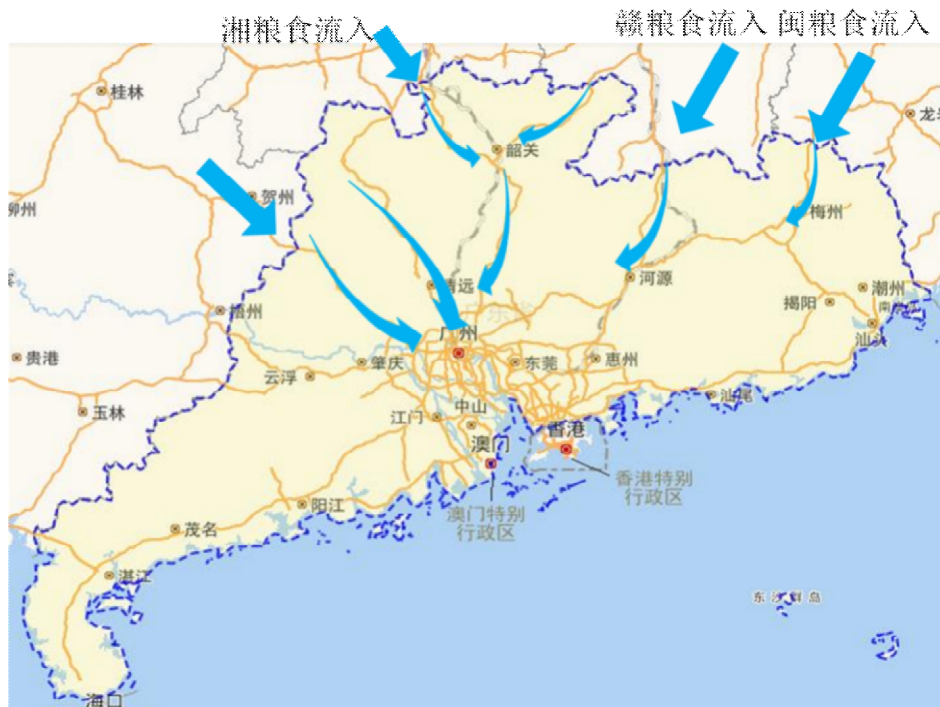 湘粮食流入
赣粮食流入 闽粮食流入
桂林
韶关
贺州
柳州
梅州
清远
河源
潮州
揭阳
梧州
汕头
广州
贵港
肇庆
东莞
惠州
云浮
汕尾
玉林
江门
中山
澳门
香港
香港特别
行政区
澳门特别
行政区
阳江
茂名
湛江
东沙群岛
海口